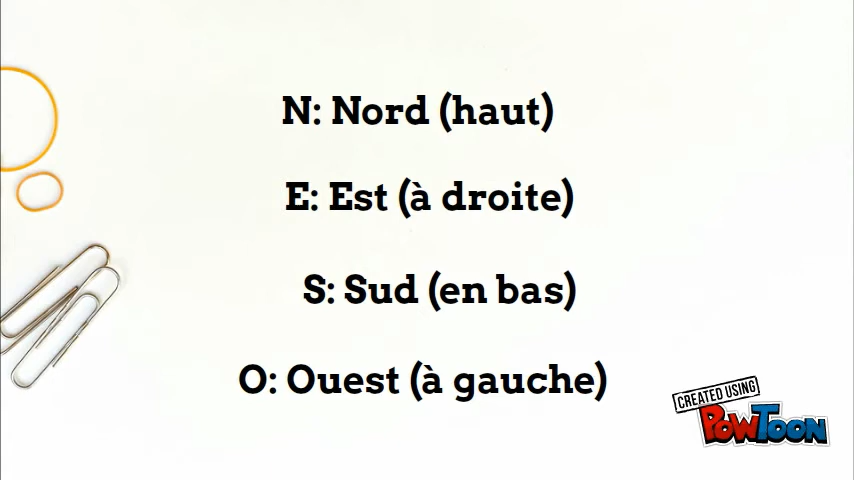 N: Nord (haut)
E: Est (à droite)
S: Sud (en bas)
O: Ouest (à gauche)
CREATED USING
POWTOON